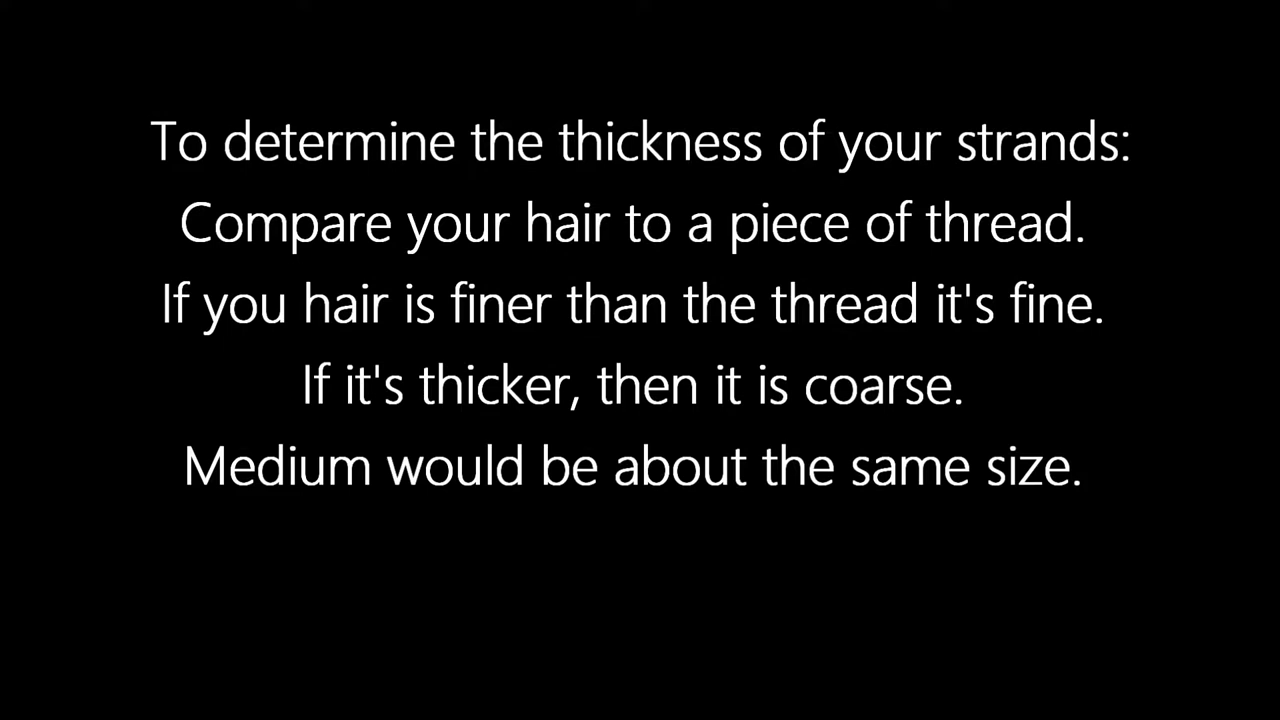 To determine the thickness of your strands:
Compare your hair to a piece of thread.
If you hair is finer than the thread it's fine.
If it's thicker, then it is coarse.
Medium would be about the same size.